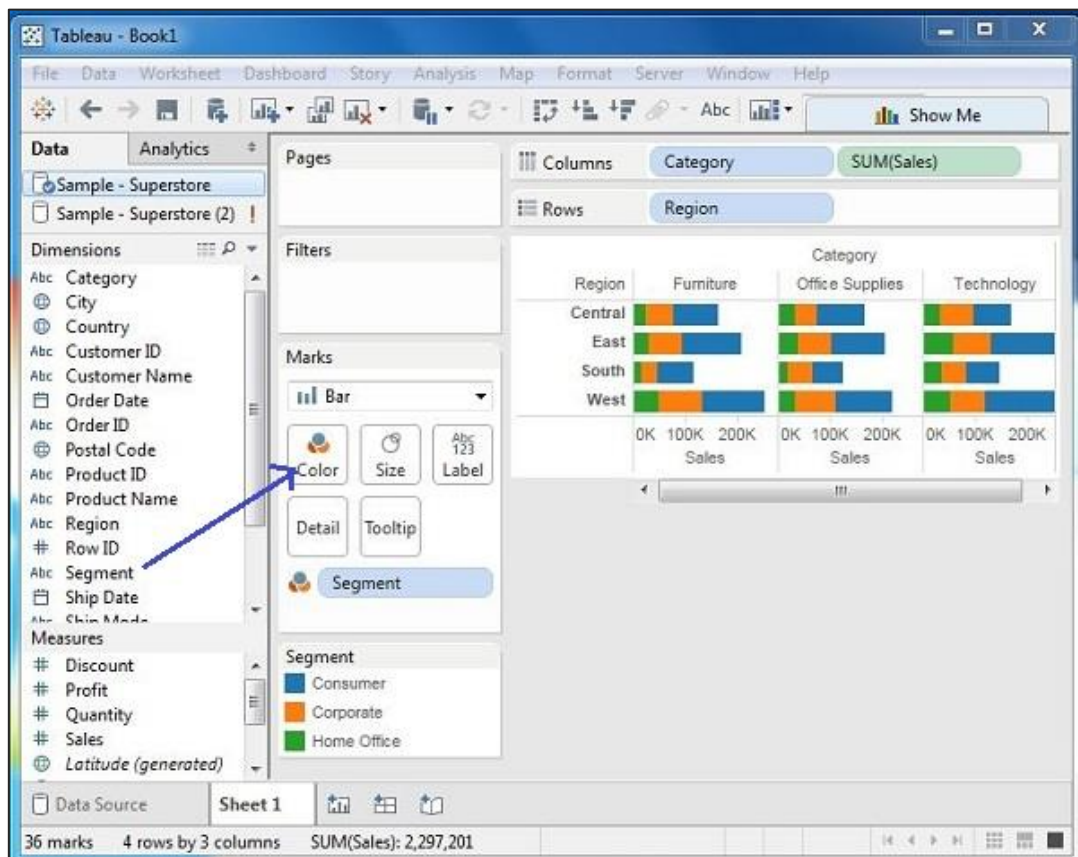 Tableau - Book1
File Data Worksheet Dashboard Story Analysis Map Format Server Window Help
Abc Show Me
Data Analytics
Sample - Superstore
Sample - Superstore (2) !
Dimensions
Abc Category
City
Country
Abc Customer ID
Abc Customer Name
Order Date
Abc Order ID
Postal Code
Abc Product ID
Abc Product Name
Abc Region
# Row ID
Abc Segment
Ship Date
Abc Ship Mode
Measures
# Discount
# Profit
# Quantity
# Sales
Latitude (generated)
Pages
Filters
Marks
Bar
Color
Size
Abc
123
Label
Detail
Tooltip
Segment
Segment
Consumer
Corporate
Home Office
Columns Category SUM(Sales)
Rows Region
Category
Region Furniture Office Supplies Technology
Central
East
South
West
0K 100K 200K 0K 100K 200K 0K 100K 200K
Sales Sales Sales
Data Source Sheet 1
36 marks 4 rows by 3 columns SUM(Sales): 2,297,201